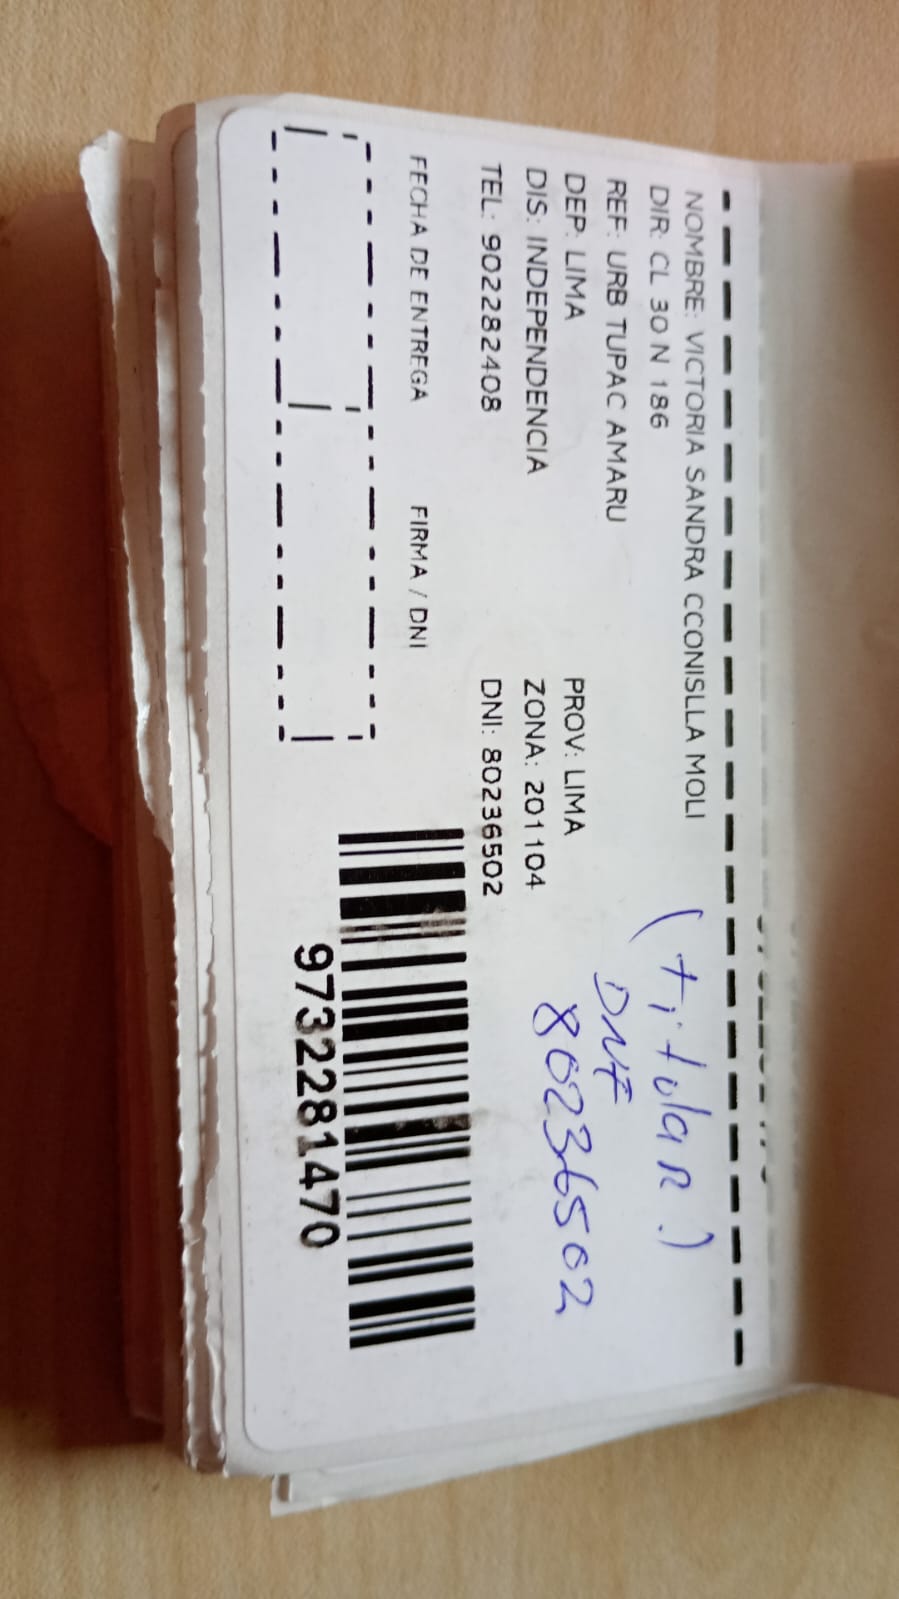 NOMBRE: VICTORIA SANDRA CCONISLLA MOLI
DIR: CL 30 N 186
REF: URB TUPAC AMARU
DEP: LIMA PROV: LIMA
DIS: INDEPENDENCIA ZONA: 201104
TEL: 902282408 DNI: 80236502
FECHA DE ENTREGA FIRMA / DNI
9732281470
(titular)
DNI
80236502